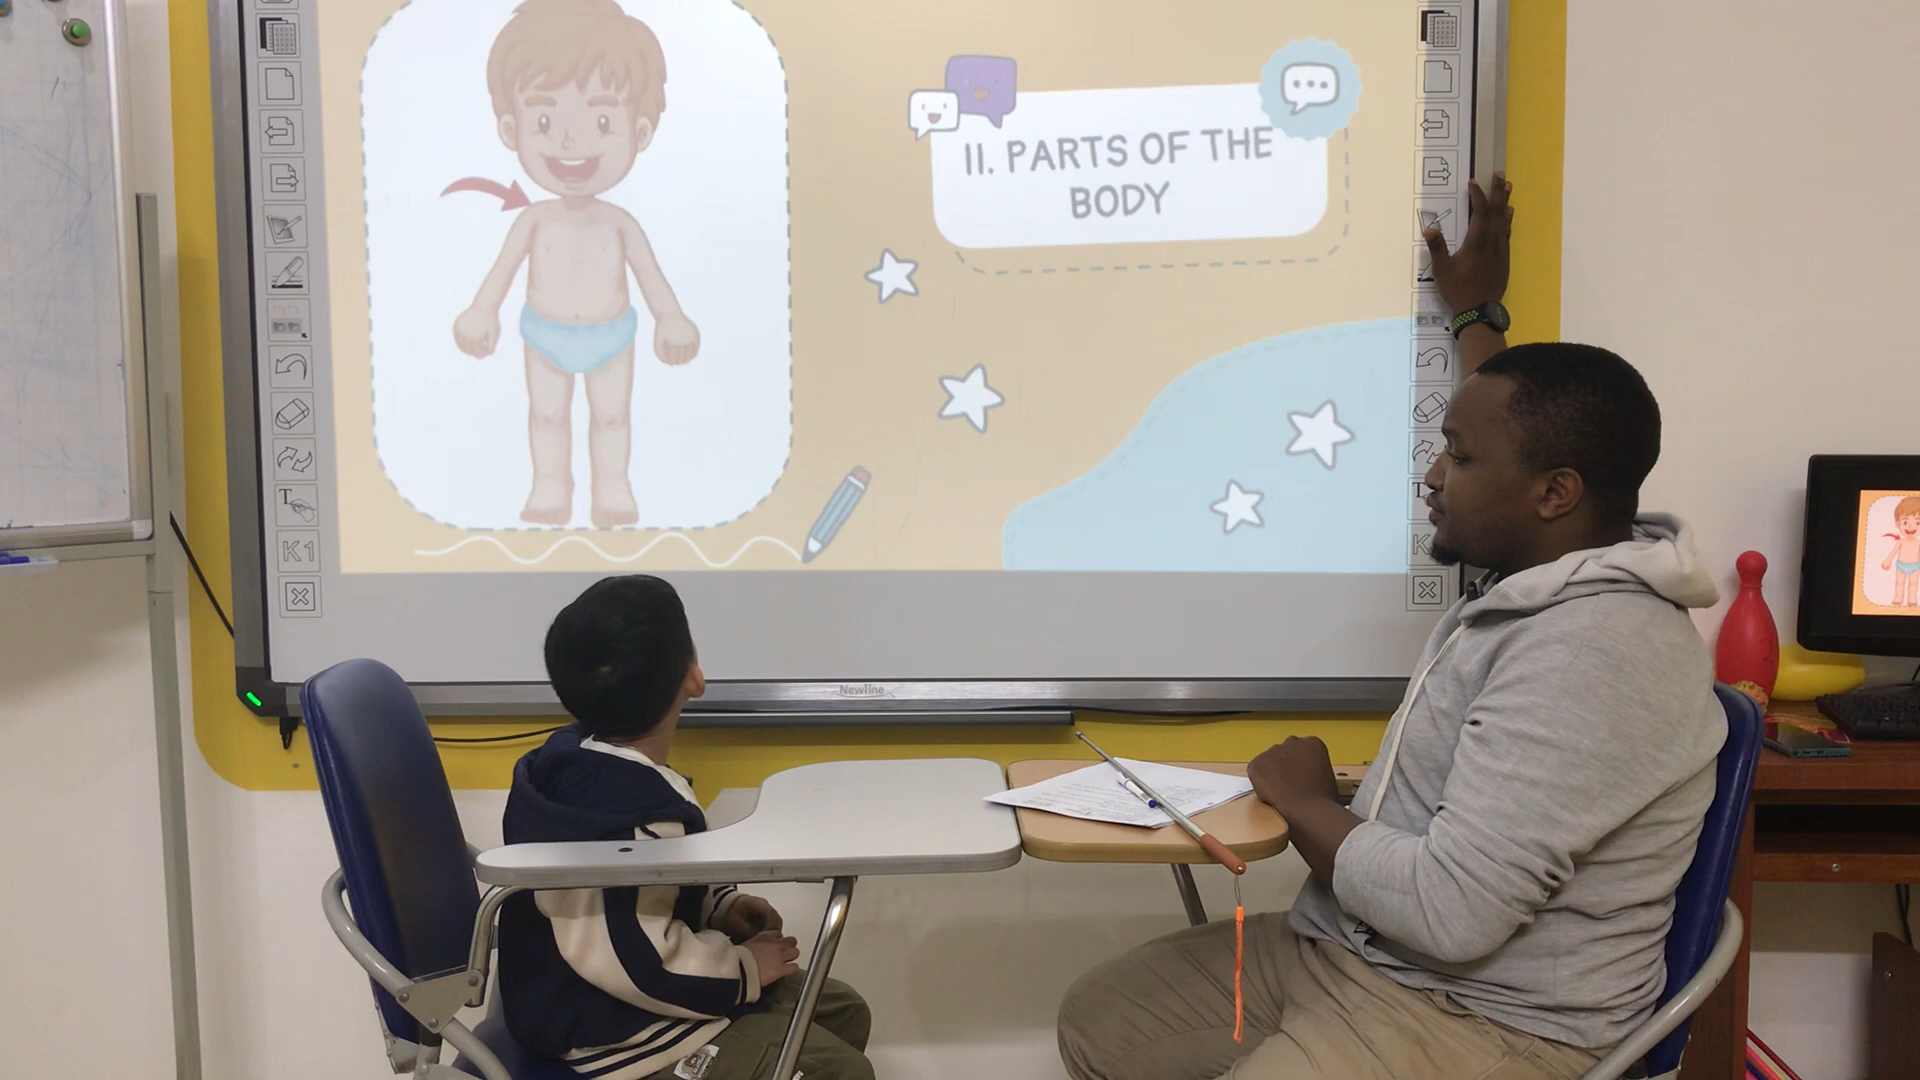 II. PARTS OF THE
BODY
T
K1
T
K
Newline